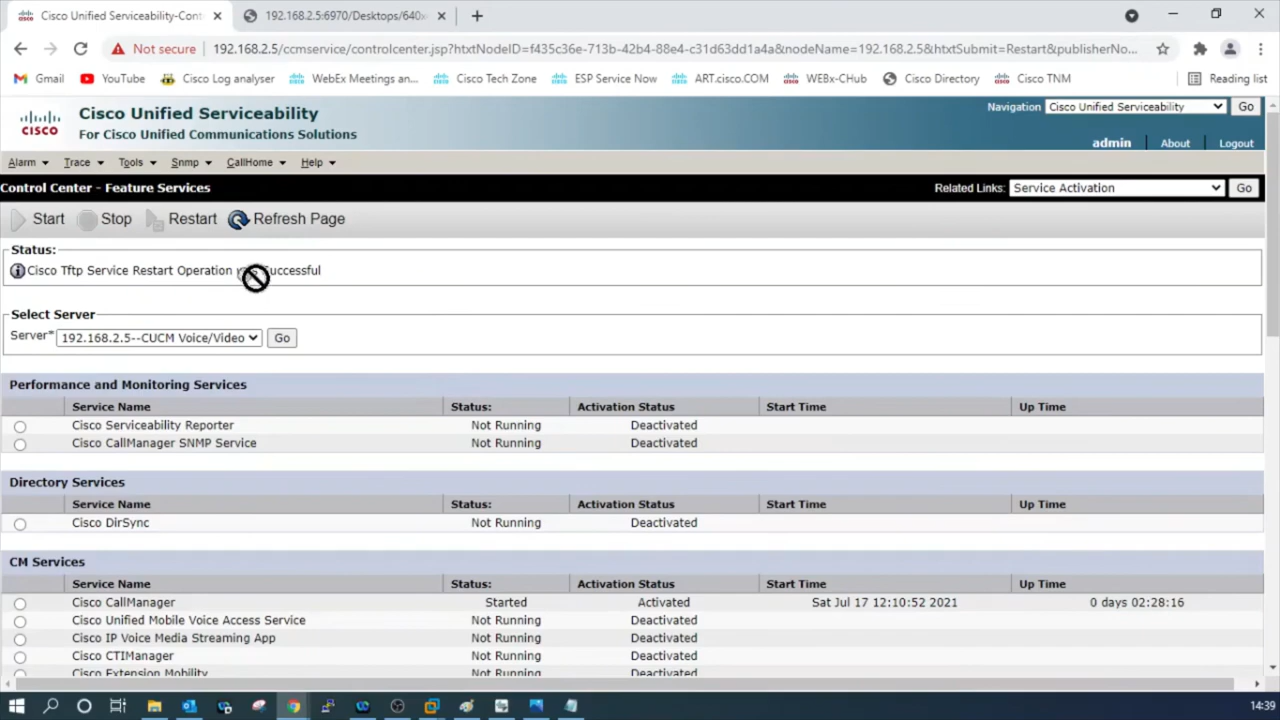 Cisco Unified Serviceability-Cont
192.168.2.5:6970/Desktops/640x
Not secure
192.168.2.5/ccmservice/controlcenter.jsp?htxtNodeID=f435c36e-713b-42b4-88e4-c31d63dd1a4a&nodeName=192.168.2.5&htxtSubmit=Restart&publisherNo...
Gmail YouTube Cisco Log analyser WebEx Meetings an... Cisco Tech Zone ESP Service Now ART.cisco.COM WEBx-CHub Cisco Directory Cisco TNM Reading list
CISCO
Cisco Unified Serviceability
For Cisco Unified Communications Solutions
Navigation Cisco Unified Serviceability Go
admin About Logout
Alarm Trace Tools Snmp CallHome Help
Control Center - Feature Services
Related Links: Service Activation Go
Start Stop Restart Refresh Page
Status:
Cisco Tftp Service Restart Operation Successful
Select Server
Server* 192.168.2.5--CUCM Voice/Video Go
Performance and Monitoring Services
Service Name Status: Activation Status Start Time Up Time
Cisco Serviceability Reporter Not Running Deactivated
Cisco CallManager SNMP Service Not Running Deactivated
Directory Services
Service Name Status: Activation Status Start Time Up Time
Cisco DirSync Not Running Deactivated
CM Services
Service Name Status: Activation Status Start Time Up Time
Cisco CallManager Started Activated Sat Jul 17 12:10:52 2021 0 days 02:28:16
Cisco Unified Mobile Voice Access Service Not Running Deactivated
Cisco IP Voice Media Streaming App Not Running Deactivated
Cisco CTIManager Not Running Deactivated
Cisco Extension Mobility Not Running Deactivated
14:39